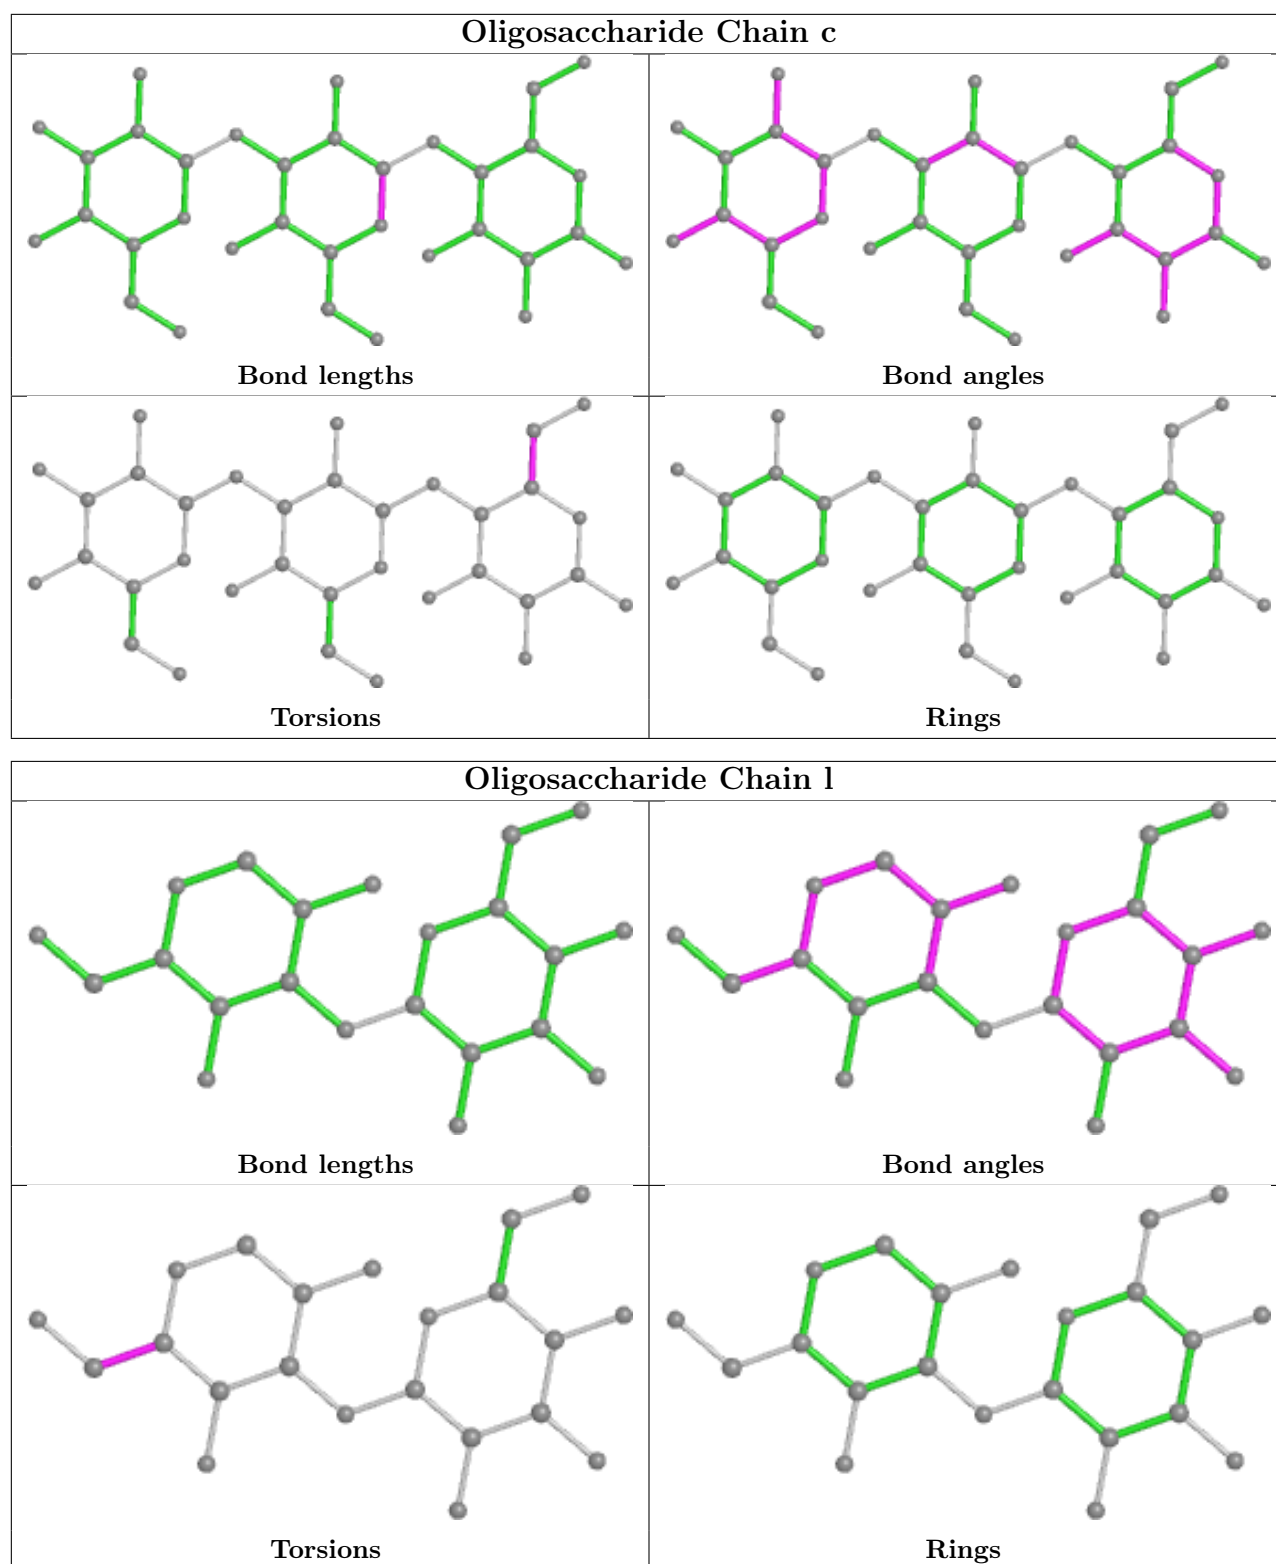 Oligosaccharide Chain c
Bond lengths
Bond angles
Torsions
Rings
Oligosaccharide Chain l
Bond lengths
Bond angles
Torsions
Rings